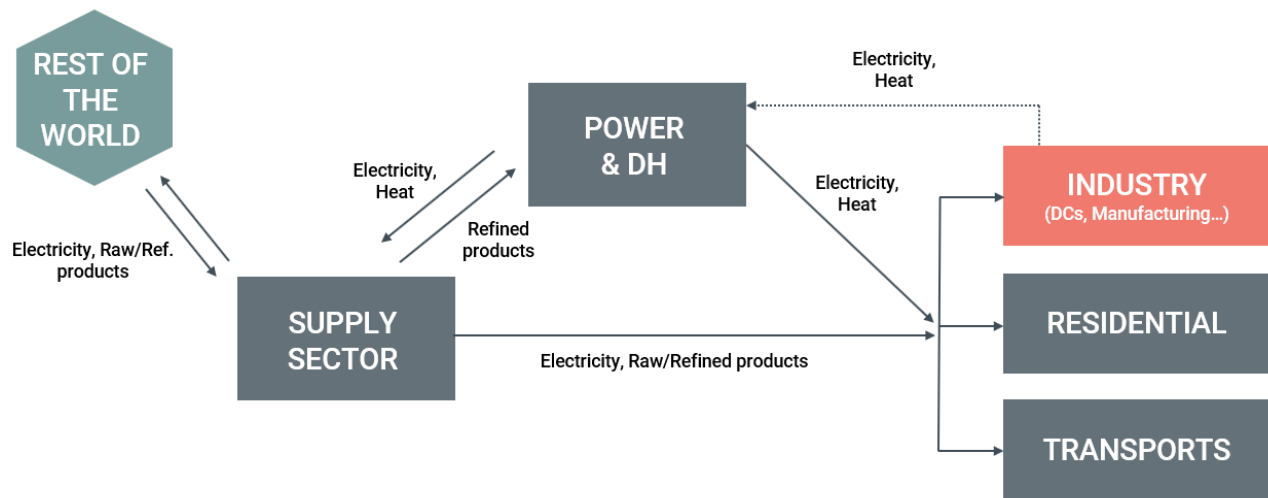 REST OF
THE
WORLD
Electricity, Raw/Ref.
products
Electricity,
Heat
Refined
products
SUPPLY
SECTOR
POWER
& DH
Electricity,
Heat
Electricity,
Heat
Electricity, Raw/Refined products
INDUSTRY
(DCs, Manufacturing...)
RESIDENTIAL
TRANSPORTS